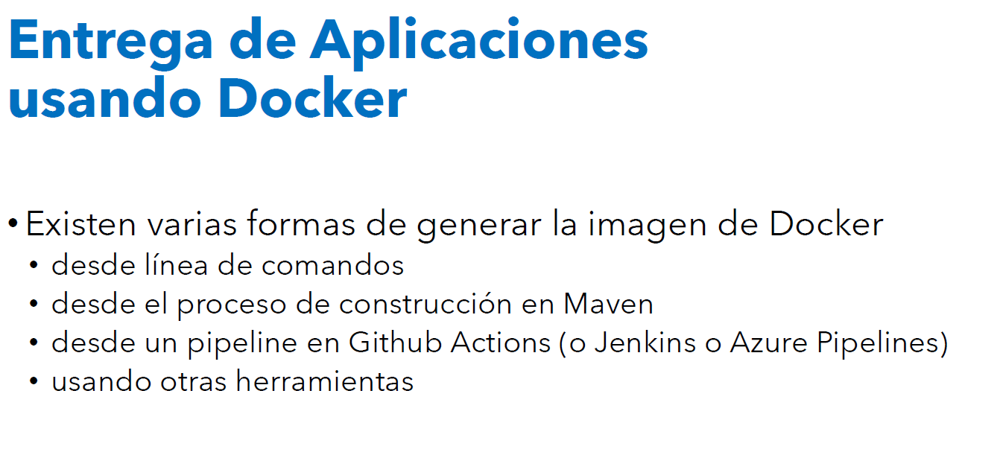 Entrega de Aplicaciones
usando Docker
• Existen varias formas de generar la imagen de Docker
• desde línea de comandos
• desde el proceso de construcción en Maven
• desde un pipeline en Github Actions (o Jenkins o Azure Pipelines)
• usando otras herramientas